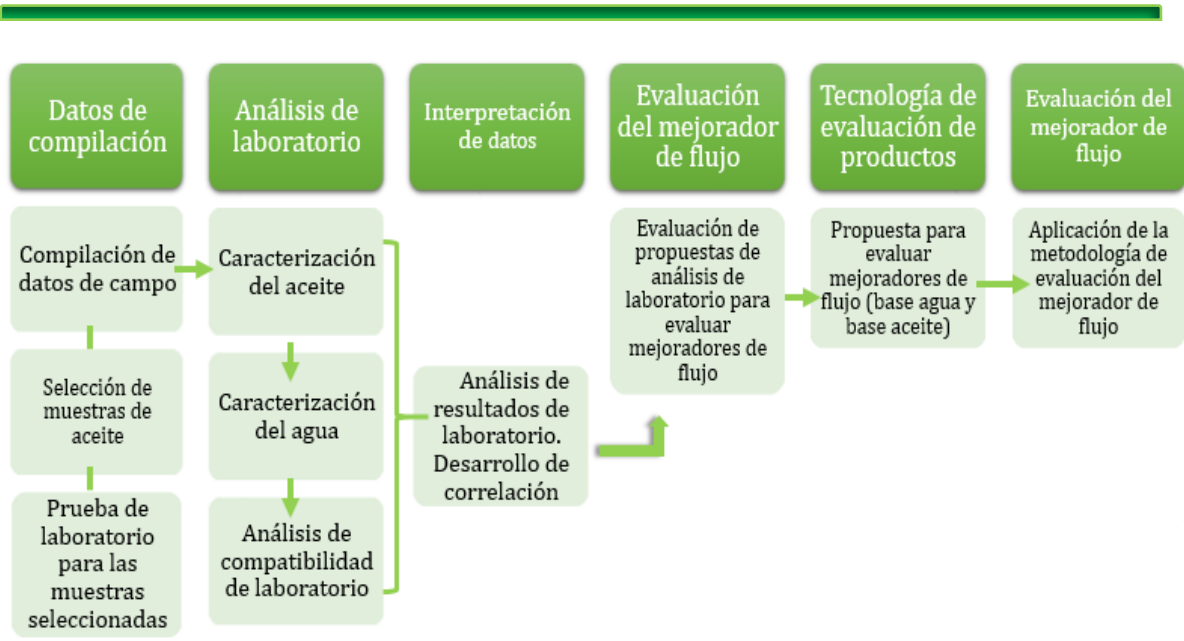 Datos de
compilación
Análisis de
laboratorio
Interpretación
de datos
Evaluación
del mejorador
de flujo
Tecnología de
evaluación de
productos
Evaluación del
mejorador de
flujo
Compilación de
datos de campo
Selección de
muestras de
aceite
Prueba de
laboratorio
para las
muestras
seleccionadas
Caracterización
del aceite
Caracterización
del agua
Análisis de
compatibilidad
de laboratorio
Análisis de
resultados de
laboratorio.
Desarrollo de
correlación
Evaluación de
propuestas de
análisis de
laboratorio para
evaluar
mejoradores de
flujo
Propuesta para
evaluar
mejoradores de
flujo (base agua y
base aceite)
Aplicación de la
metodología de
evaluación del
mejorador de
flujo